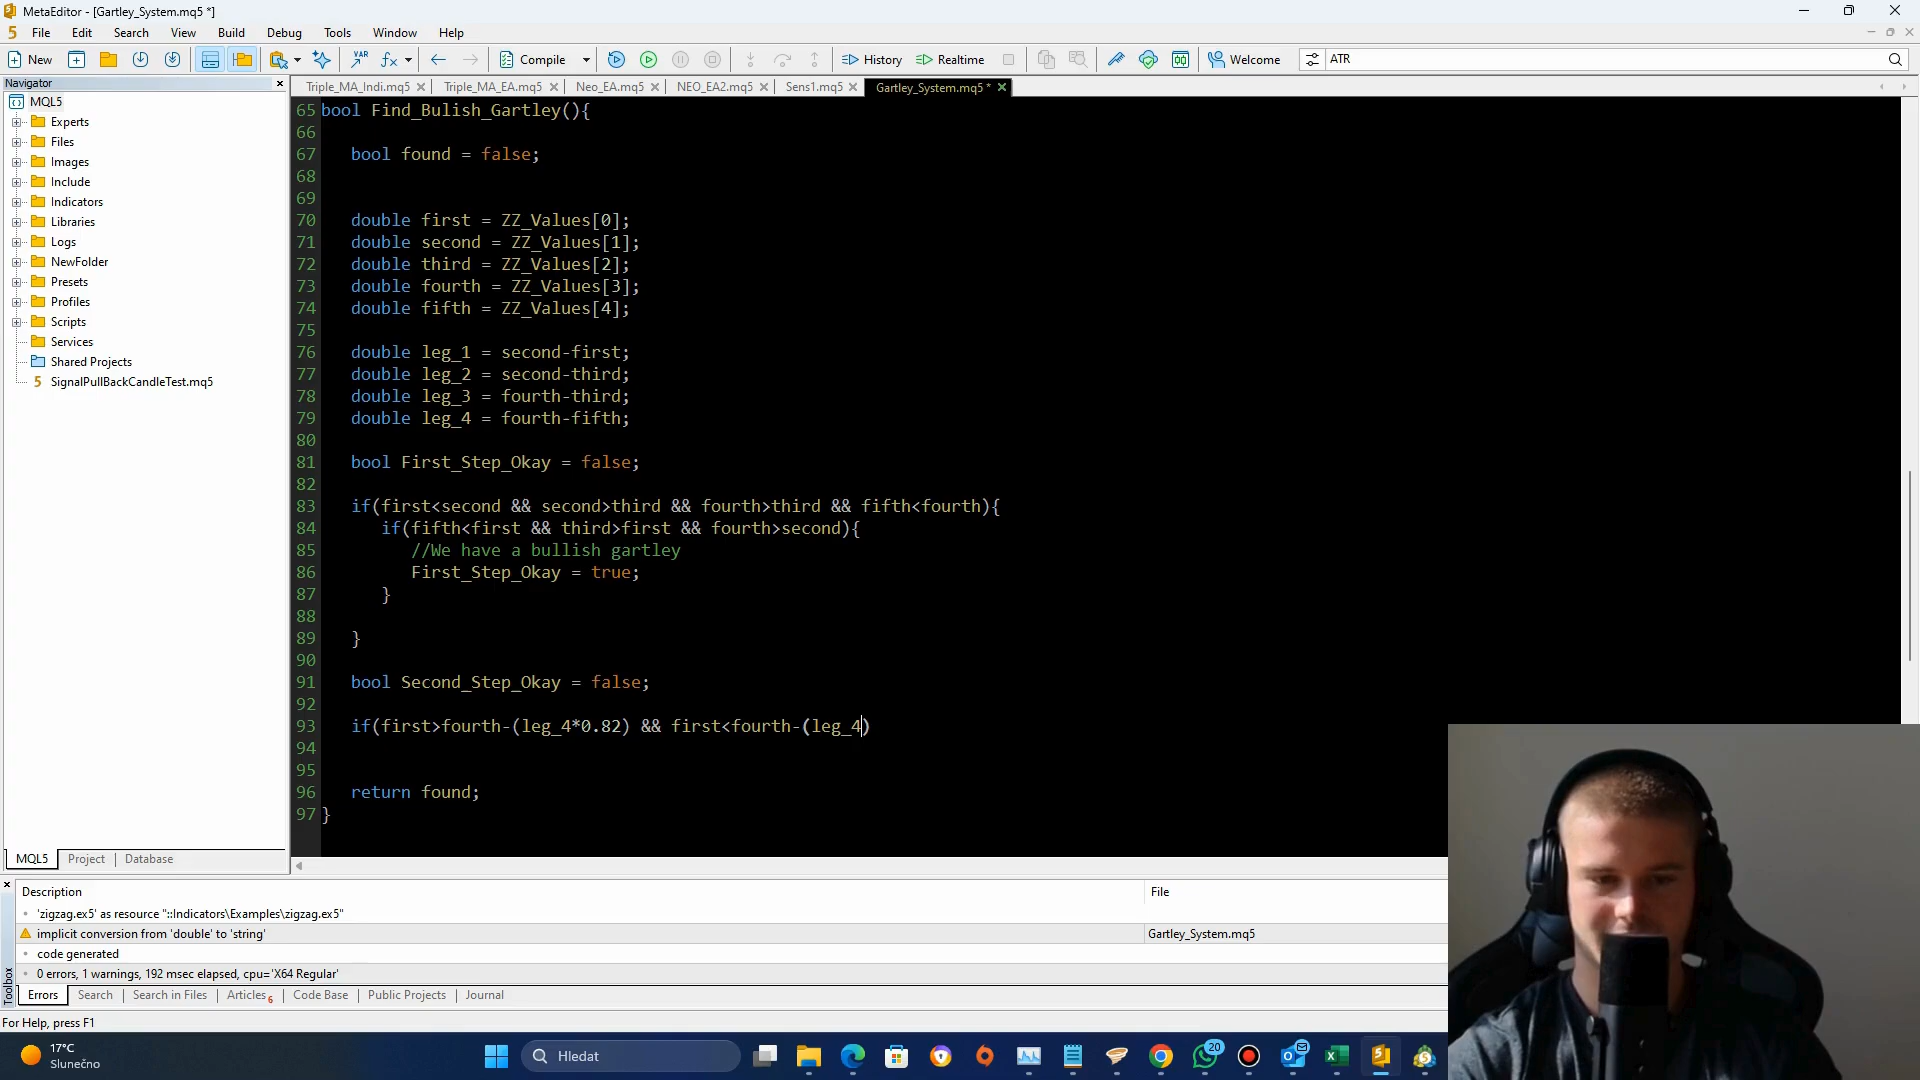 MetaEditor - [Gartley_System.mq5 *]
File Edit Search View Build Debug Tools Window Help
New Compile History Realtime Welcome ATR
Navigator
Triple_MA_Indi.mq5 Triple_MA_EA.mq5 Neo_EA.mq5 NEO_EA2.mq5 Sens1.mq5 Gartley_System.mq5 *
MQL5
Experts
Files
Images
Include
Indicators
Libraries
Logs
NewFolder
Presets
Profiles
Scripts
Services
Shared Projects
SignalPullBackCandleTest.mq5
MQL5 Project Database
65 bool Find_Bulish_Gartley(){
66
67 bool found = false;
68
69
70 double first = ZZ_Values[0];
71 double second = ZZ_Values[1];
72 double third = ZZ_Values[2];
73 double fourth = ZZ_Values[3];
74 double fifth = ZZ_Values[4];
75
76 double leg_1 = second-first;
77 double leg_2 = second-third;
78 double leg_3 = fourth-third;
79 double leg_4 = fourth-fifth;
80
81 bool First_Step_Okay = false;
82
83 if(first<second && second>third && fourth>third && fifth<fourth){
84 if(fifth<first && third>first && fourth>second){
85 //We have a bullish gartley
86 First_Step_Okay = true;
87 }
88
89 }
90
91 bool Second_Step_Okay = false;
92
93 if(first>fourth-(leg_4*0.82) && first<fourth-(leg_4)
94
95
96 return found;
97 }
Description File
'zigzag.ex5' as resource "::Indicators\Examples\zigzag.ex5"
implicit conversion from 'double' to 'string' Gartley_System.mq5
code generated
0 errors, 1 warnings, 192 msec elapsed, cpu='X64 Regular'
Toolbox
Errors Search Search in Files Articles 6 Code Base Public Projects Journal
For Help, press F1
17°C
Slunečno
Hledat
20